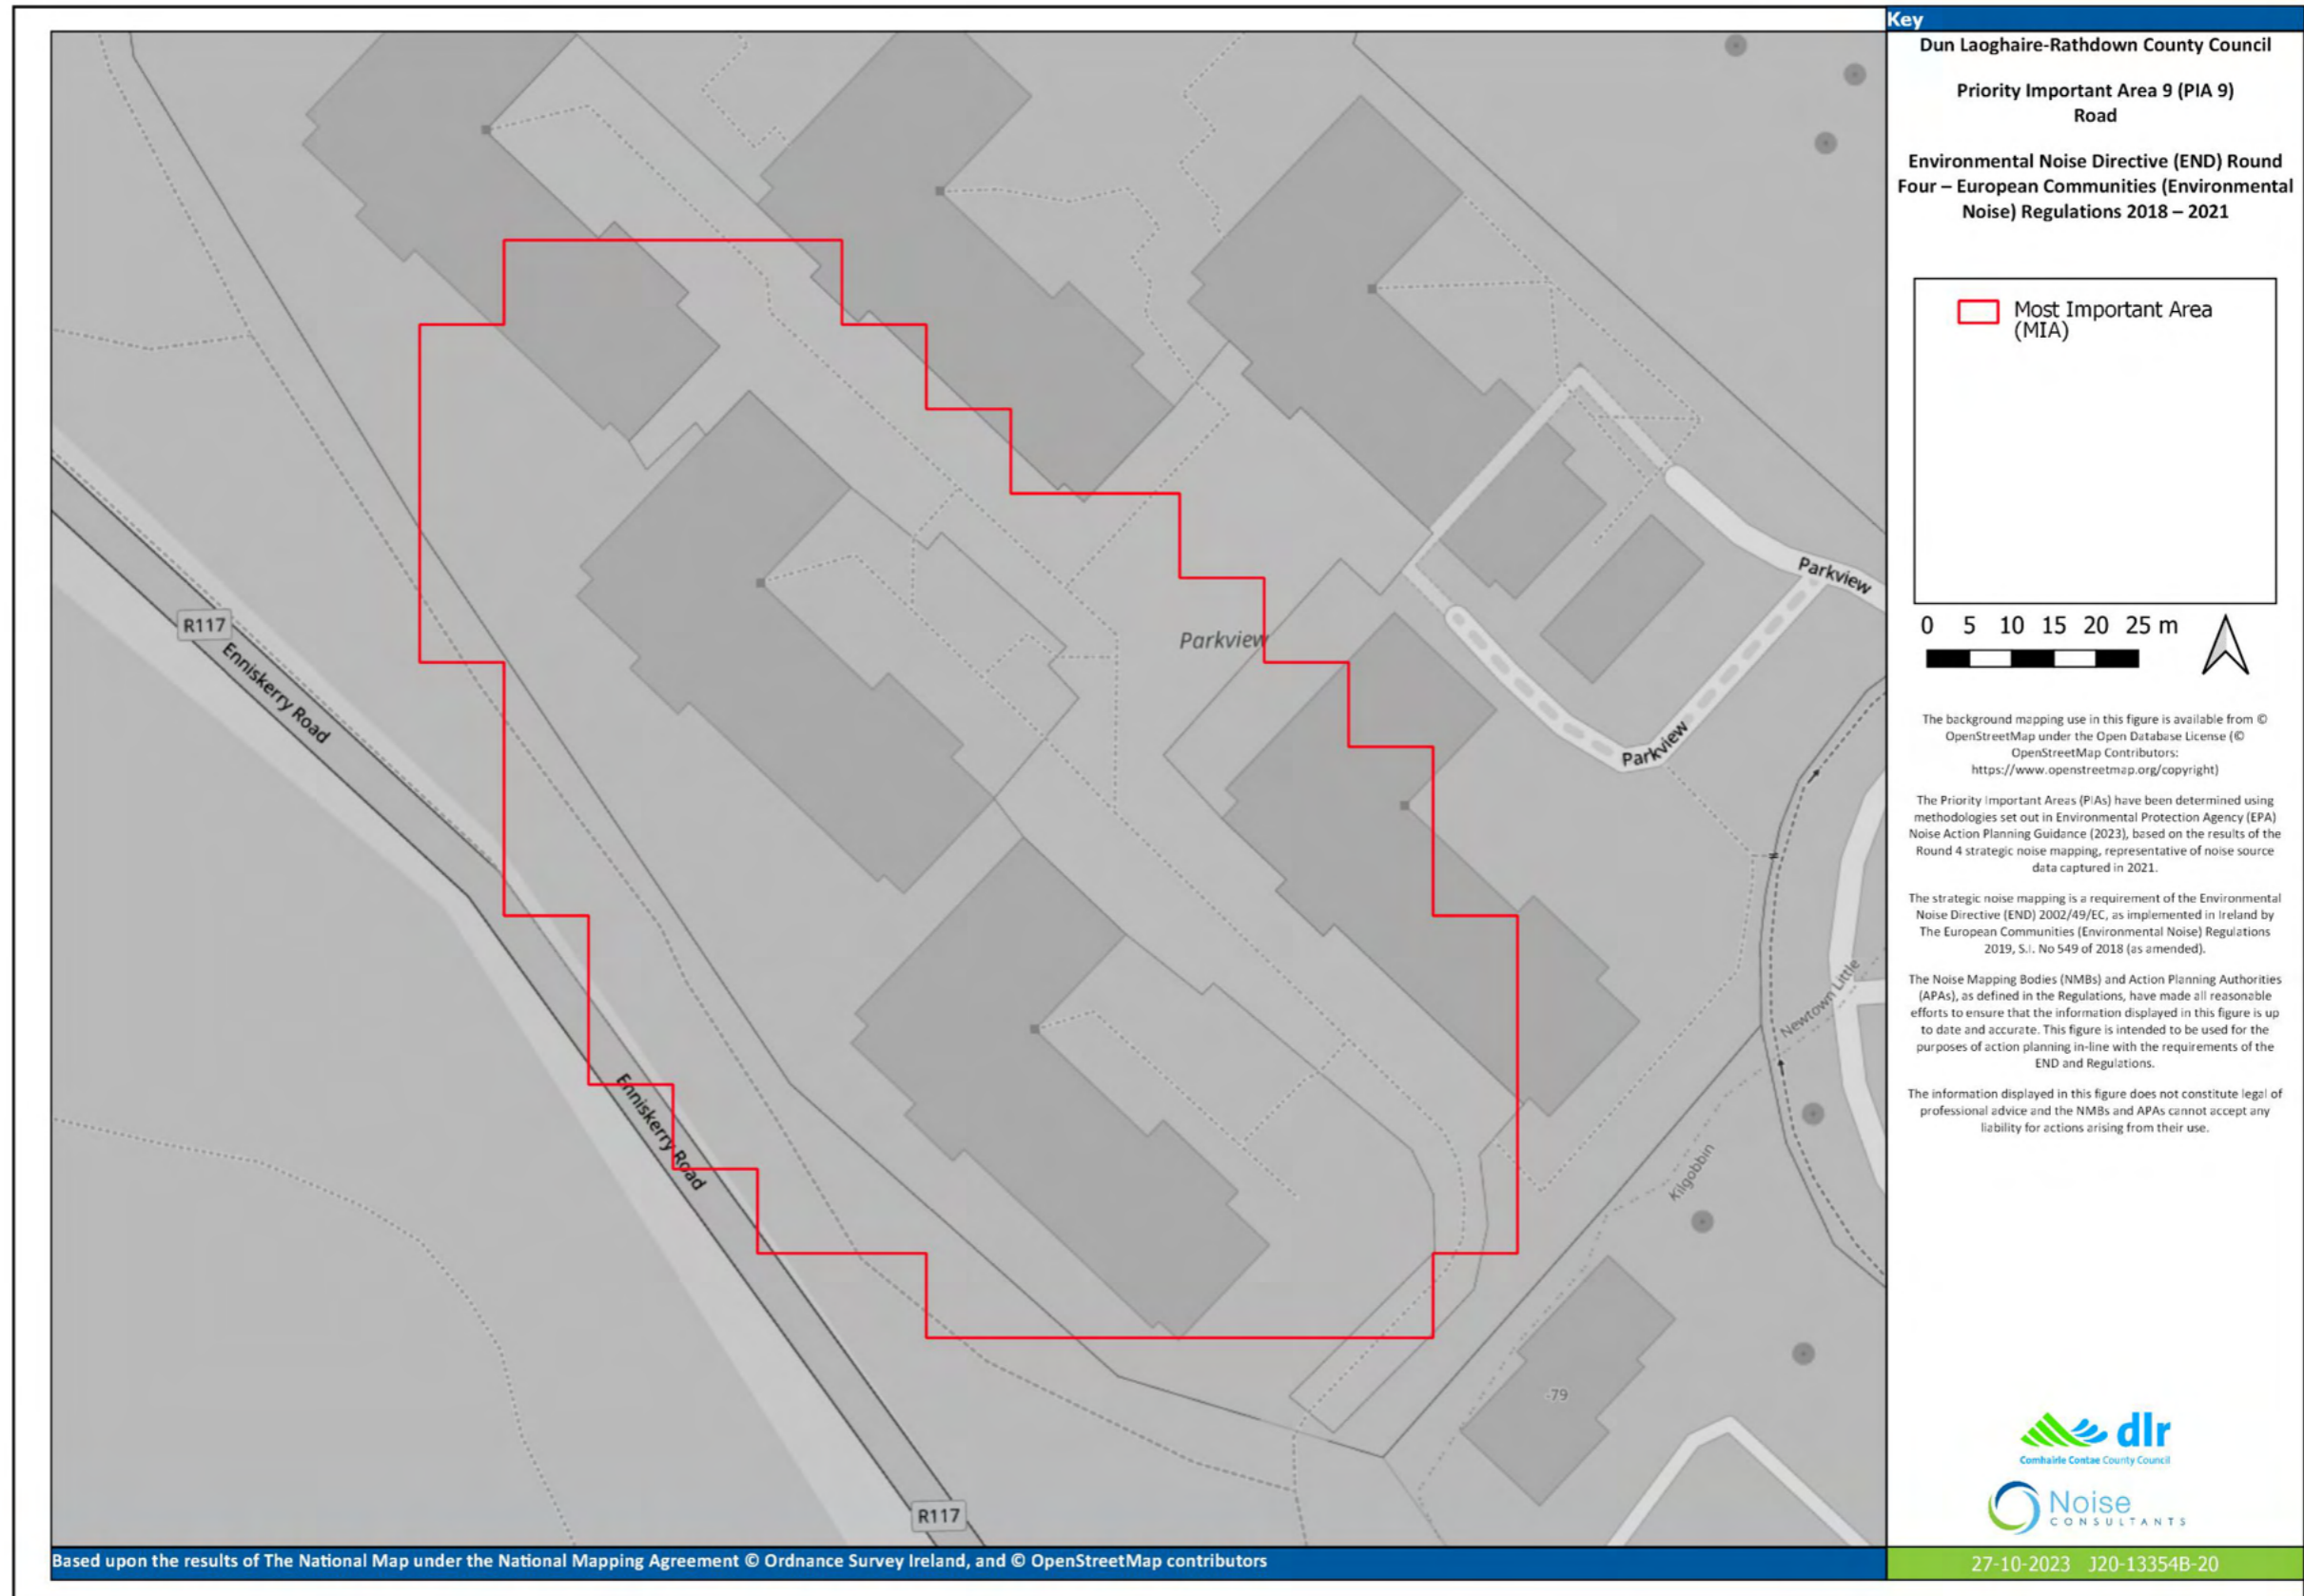 Key
Dun Laoghaire-Rathdown County Council
Priority Important Area 9 (PIA 9)
Road
Environmental Noise Directive (END) Round
Four – European Communities (Environmental
Noise) Regulations 2018 – 2021
Most Important Area
(MIA)
0 5 10 15 20 25 m
The background mapping use in this figure is available from ©
OpenStreetMap under the Open Database License (©
OpenStreetMap Contributors:
https://www.openstreetmap.org/copyright)
The Priority Important Areas (PIAs) have been determined using
methodologies set out in Environmental Protection Agency (EPA)
Noise Action Planning Guidance (2023), based on the results of the
Round 4 strategic noise mapping, representative of noise source
data captured in 2021.
The strategic noise mapping is a requirement of the Environmental
Noise Directive (END) 2002/49/EC, as implemented in Ireland by
The European Communities (Environmental Noise) Regulations
2019, S.I. No 549 of 2018 (as amended).
The Noise Mapping Bodies (NMBs) and Action Planning Authorities
(APAs), as defined in the Regulations, have made all reasonable
efforts to ensure that the information displayed in this figure is up
to date and accurate. This figure is intended to be used for the
purposes of action planning in-line with the requirements of the
END and Regulations.
The information displayed in this figure does not constitute legal of
professional advice and the NMBs and APAs cannot accept any
liability for actions arising from their use.
dlr
Comhairle Contae County Council
Noise
CONSULTANTS
27-10-2023 J20-13354B-20
Parkview
R117
Enniskerry Road
Parkview
Parkview
Newtown Little
Enniskerry Road
Kilgobbin
-79
R117
Based upon the results of The National Map under the National Mapping Agreement © Ordnance Survey Ireland, and © OpenStreetMap contributors